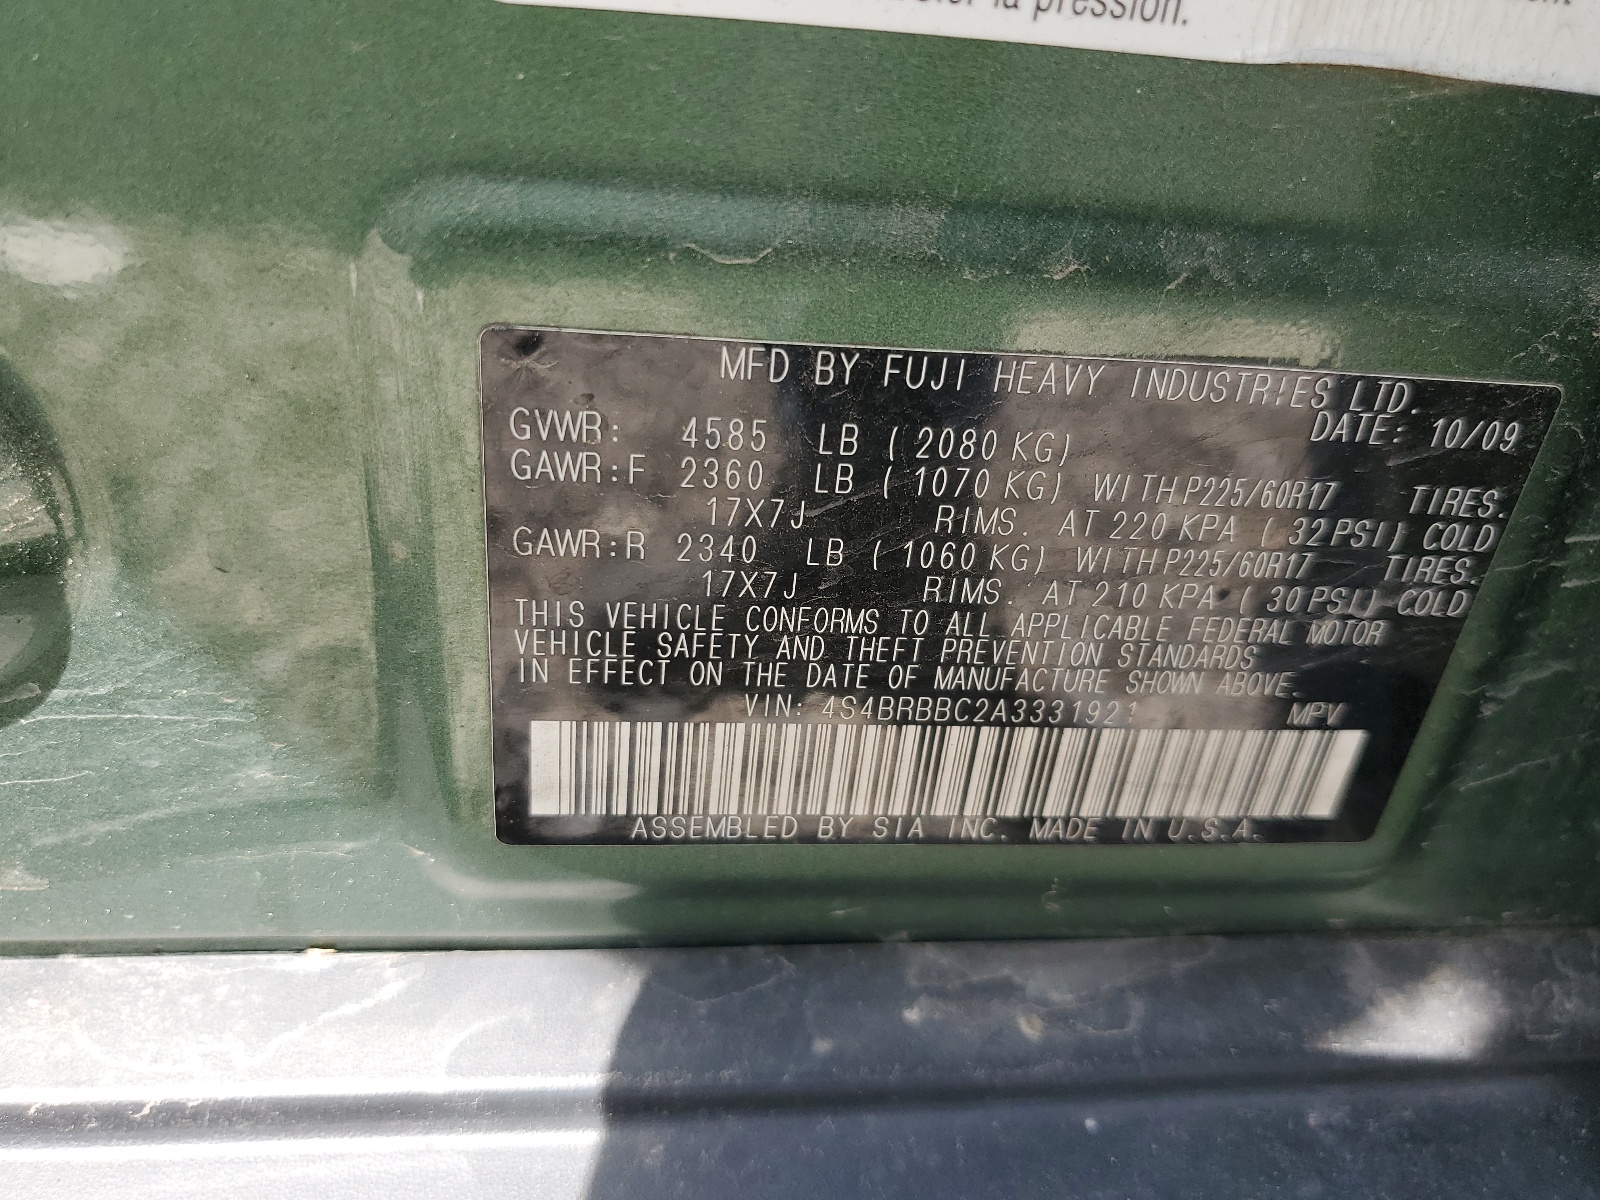 la pression.
MFD BY FUJI HEAVY INDUSTRIES LTD.
DATE: 10/09
GVWR: 4585 LB ( 2080 KG)
GAWR:F 2360 LB ( 1070 KG) WITH P225/60R17 TIRES.
17X7J RIMS. AT 220 KPA ( 32 PSI) COLD
GAWR:R 2340 LB ( 1060 KG) WITH P225/60R17 TIRES.
17X7J RIMS. AT 210 KPA ( 30 PSI) COLD
THIS VEHICLE CONFORMS TO ALL APPLICABLE FEDERAL MOTOR
VEHICLE SAFETY AND THEFT PREVENTION STANDARDS
IN EFFECT ON THE DATE OF MANUFACTURE SHOWN ABOVE.
VIN: 4S4BRBBC2A3331921 MPV
ASSEMBLED BY SIA INC. MADE IN U.S.A.